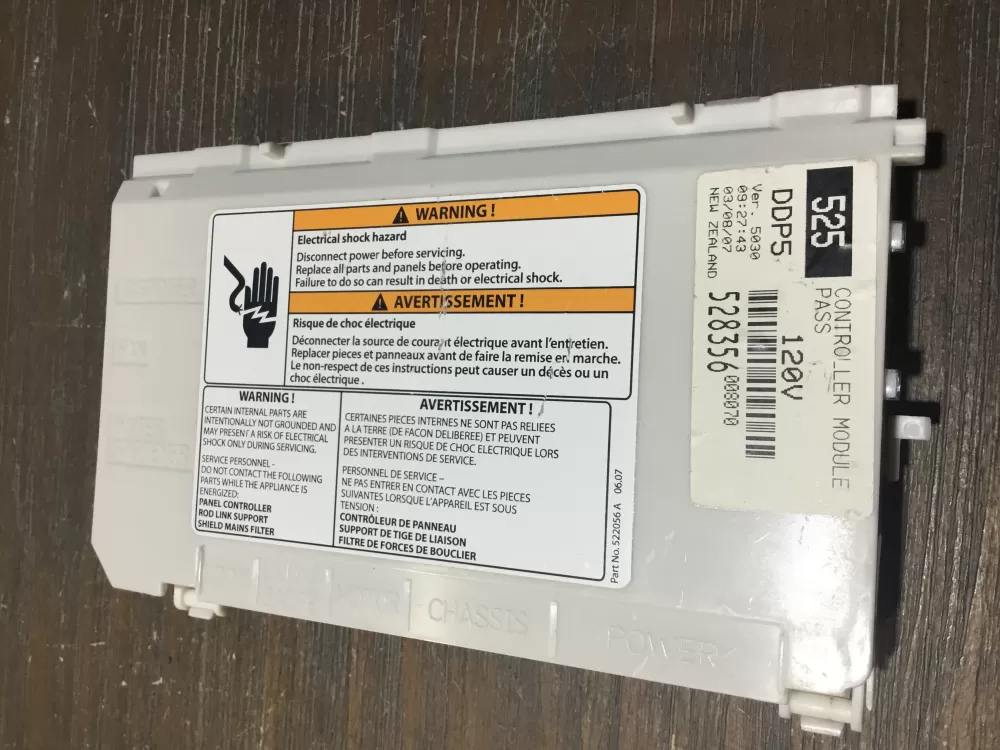 WARNING !
Electrical shock hazard
Disconnect power before servicing.
Replace all parts and panels before operating.
Failure to do so can result in death or electrical shock.
AVERTISSEMENT !
Risque de choc électrique
Déconnecter la source de courant électrique avant l'entretien.
Replacer pieces et panneaux avant de faire la remise en marche.
Le non-respect de ces instructions peut causer un décès ou un
choc électrique .
WARNING !
CERTAIN INTERNAL PARTS ARE
INTENTIONALLY NOT GROUNDED AND
MAY PRESENT A RISK OF ELECTRICAL
SHOCK ONLY DURING SERVICING.
SERVICE PERSONNEL -
DO NOT CONTACT THE FOLLOWING
PARTS WHILE THE APPLIANCE IS
ENERGIZED:
PANEL CONTROLLER
ROD LINK SUPPORT
SHIELD MAINS FILTER
AVERTISSEMENT !
CERTAINES PIECES INTERNES NE SONT PAS RELIEES
A LA TERRE (DE FACON DELIBEREE) ET PEUVENT
PRESENTER UN RISQUE DE CHOC ELECTRIQUE LORS
DES INTERVENTIONS DE SERVICE.
PERSONNEL DE SERVICE –
NE PAS ENTRER EN CONTACT AVEC LES PIECES
SUIVANTES LORSQUE L'APPAREIL EST SOUS
TENSION :
CONTRÔLEUR DE PANNEAU
SUPPORT DE TIGE DE LIAISON
FILTRE DE FORCES DE BOUCLIER
Part No. 522056 A 06.07
525
CONTROLLER MODULE
PASS
DDP5 120V
Ver. 5030
09:27:43
03/08/07
NEW ZEALAND
528356 008070
CHASSIS
POWER